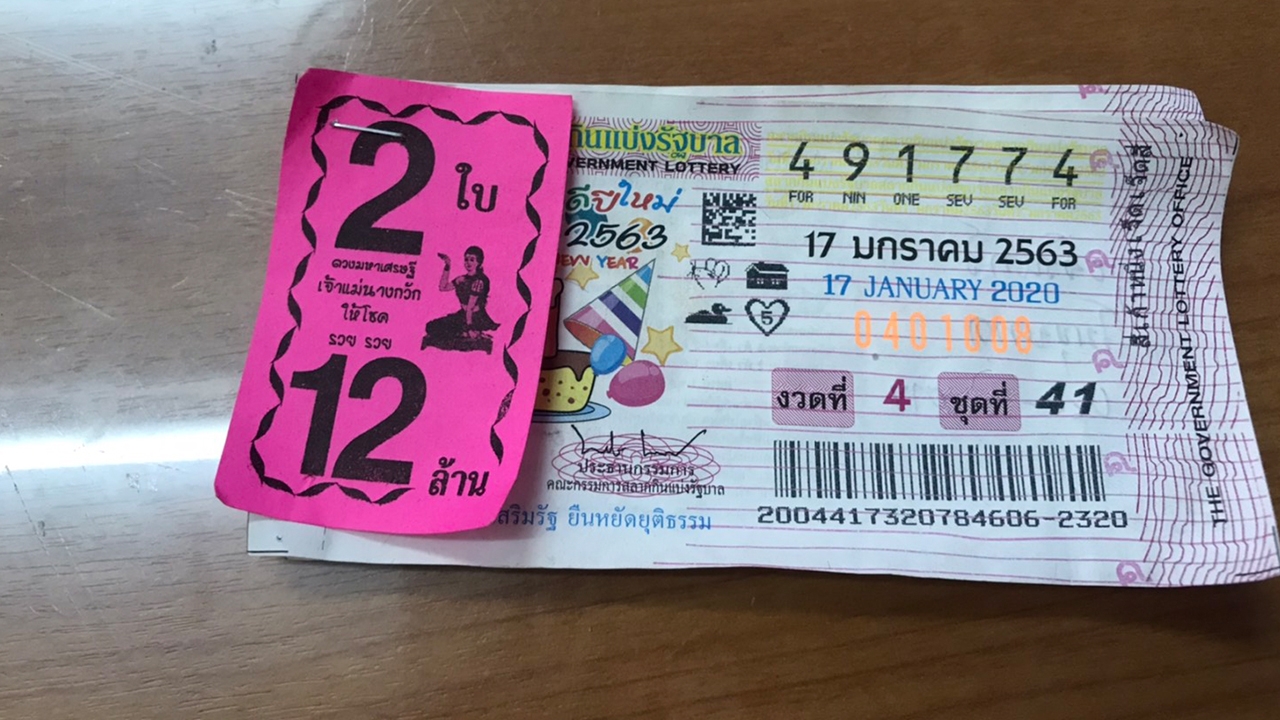 2 ใบ
ดวงมหาเศรษฐี
เจ้าแม่นางกวัก
ให้โชค
รวย รวย
12
ล้าน
กินแบ่งรัฐบาล
VERNMENT LOTTERY
ดีปีใหม่
2563
NEW YEAR
4 9 1 7 7 4
FOR NIN ONE SEV SEV FOR
17 มกราคม 2563
17 JANUARY 2020
0401008
5
งวดที่ 4 ชุดที่ 41
ประธานกรรมการ
คณะกรรมการสลากกินแบ่งรัฐบาล
สริมรัฐ ยืนหยัดยุติธรรม
2004417320784606-2320
THE GOVERNMENT LOTTERY OFFICE